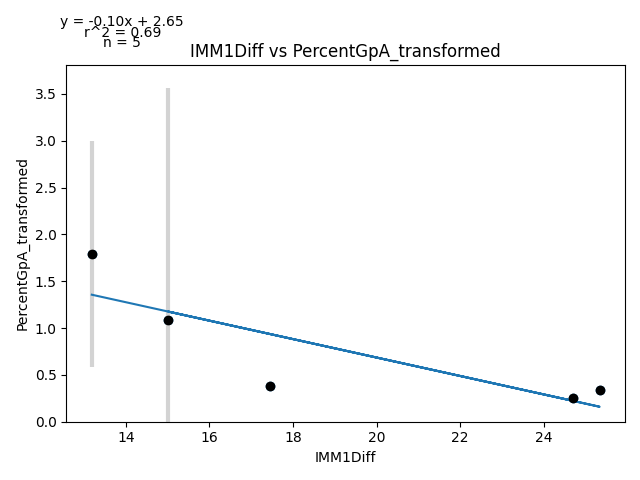 y = -0.10x + 2.65
r^2 = 0.69
n = 5
IMM1Diff vs PercentGpA_transformed
3.5
3.0
2.5
2.0
1.5
1.0
0.5
0.0
PercentGpA_transformed
14 16 18 20 22 24
IMM1Diff